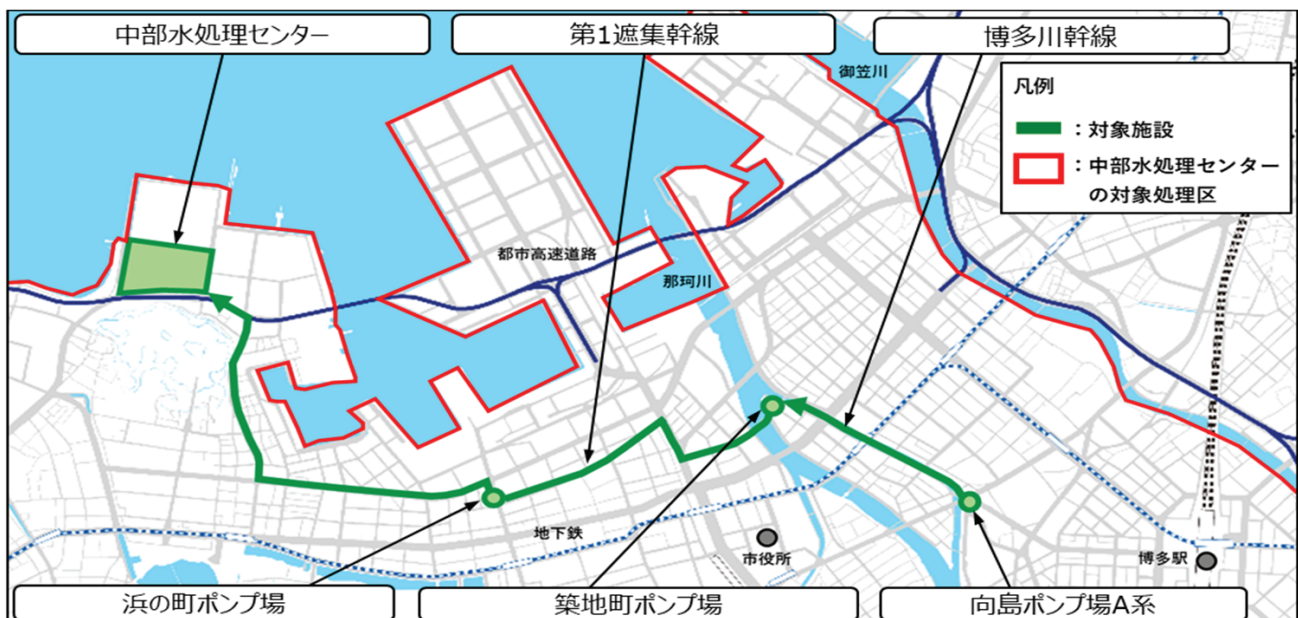 中部水処理センター
第1遮集幹線
博多川幹線
御笠川
凡例
：対象施設
：中部水処理センター
の対象処理区
都市高速道路
那珂川
地下鉄
市役所
博多駅
浜の町ポンプ場
築地町ポンプ場
向島ポンプ場A系